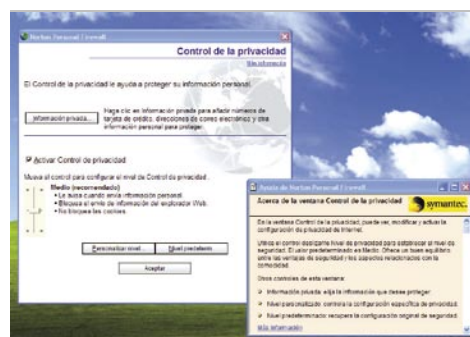 Norton Personal Firewall
Control de la privacidad
Más información
El Control de la privacidad le ayuda a proteger su información personal.
Información privada...
Haga clic en Información privada para añadir números de
tarjeta de crédito, direcciones de correo electrónico y otra
información personal para proteger.
Activar Control de privacidad
Mueva el control para configurar el nivel de Control de privacidad.
Medio (recomendado)
• Le avisa cuando envía información personal.
• Bloquea el envío de información del explorador Web.
• No bloquea las cookies.
Personalizar nivel...
Nivel predeterm.
Aceptar
Ayuda de Norton Personal Firewall
Acerca de la ventana Control de la privacidad
symantec.
En la ventana Control de la privacidad, puede ver, modificar y activar la
configuración de privacidad de Internet.
Utilice el control deslizante Nivel de privacidad para establecer el nivel de
seguridad. El valor predeterminado es Medio. Ofrece un buen equilibrio
entre las ventajas de seguridad y los aspectos relacionados con la
comodidad.
Otros controles de esta ventana:
Información privada: elija la información que desea proteger.
Nivel personalizado: controla la configuración específica de privacidad.
Nivel predeterminado: recupera la configuración original de seguridad.
Más información